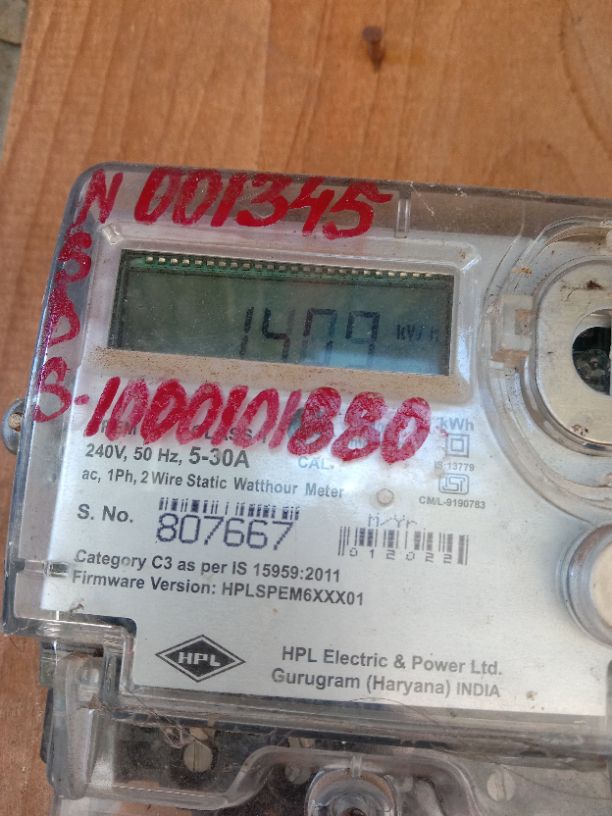 N 001345
1409 kWh
B-1000101880
kWh
240V, 50 Hz, 5-30A
CAL.
IS 13779
ac, 1Ph, 2 Wire Static Watthour Meter
CM/L-9190783
S. No.
807667
M/Yr
012022
Category C3 as per IS 15959:2011
Firmware Version: HPLSPEM6XXX01
HPL
HPL Electric & Power Ltd.
Gurugram (Haryana) INDIA